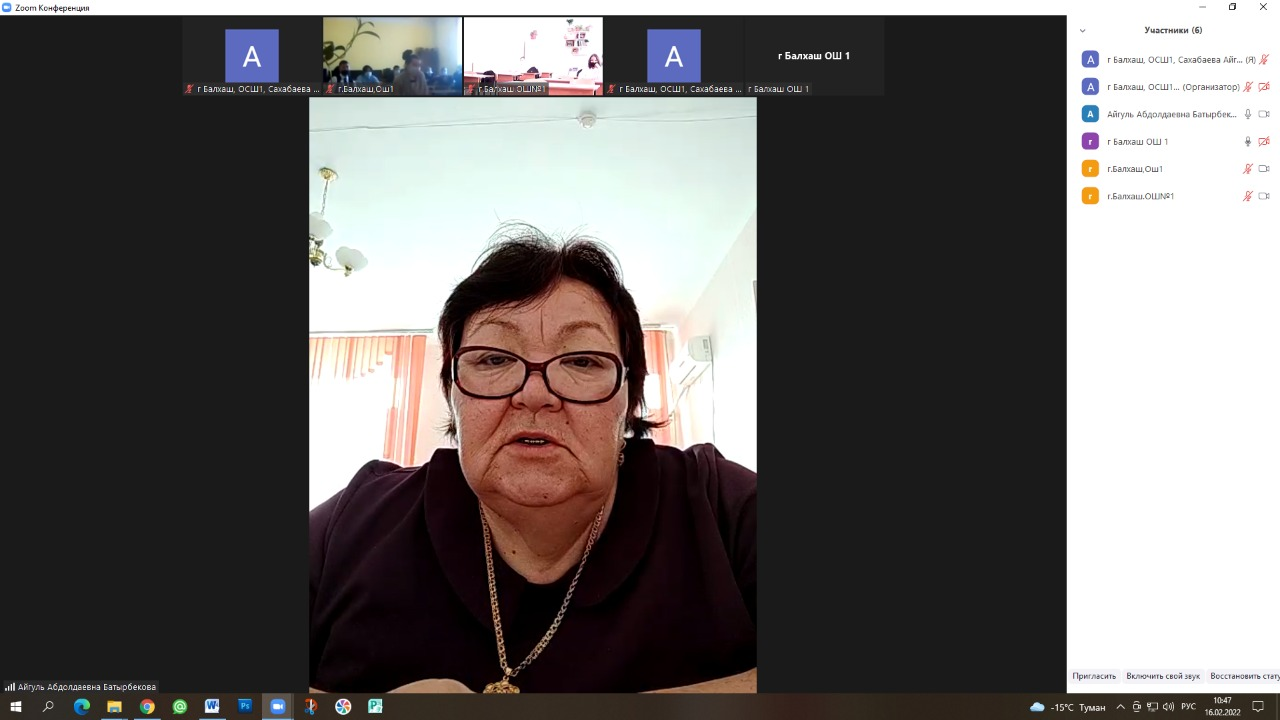 Zoom Конференция
A
г Балхаш, ОСШ1, Сахабаева ...
г.Балхаш,Ош1
г.Балхаш.ОШ№1
A
г Балхаш, ОСШ1, Сахабаева ...
г Балхаш ОШ 1
г Балхаш ОШ 1
Участники (6)
A г Балхаш, ОСШ1, Сахабаева Айг... (Я)
A г Балхаш, ОСШ1... (Организатор)
А Айгуль Абдолдаевна Батырбек...
г г Балхаш ОШ 1
г г.Балхаш,Ош1
г г.Балхаш.ОШ№1
Айгуль Абдолдаевна Батырбекова
Пригласить Включить свой звук Восстановить стату
-15°C Туман РУС 10:47
16.02.2022